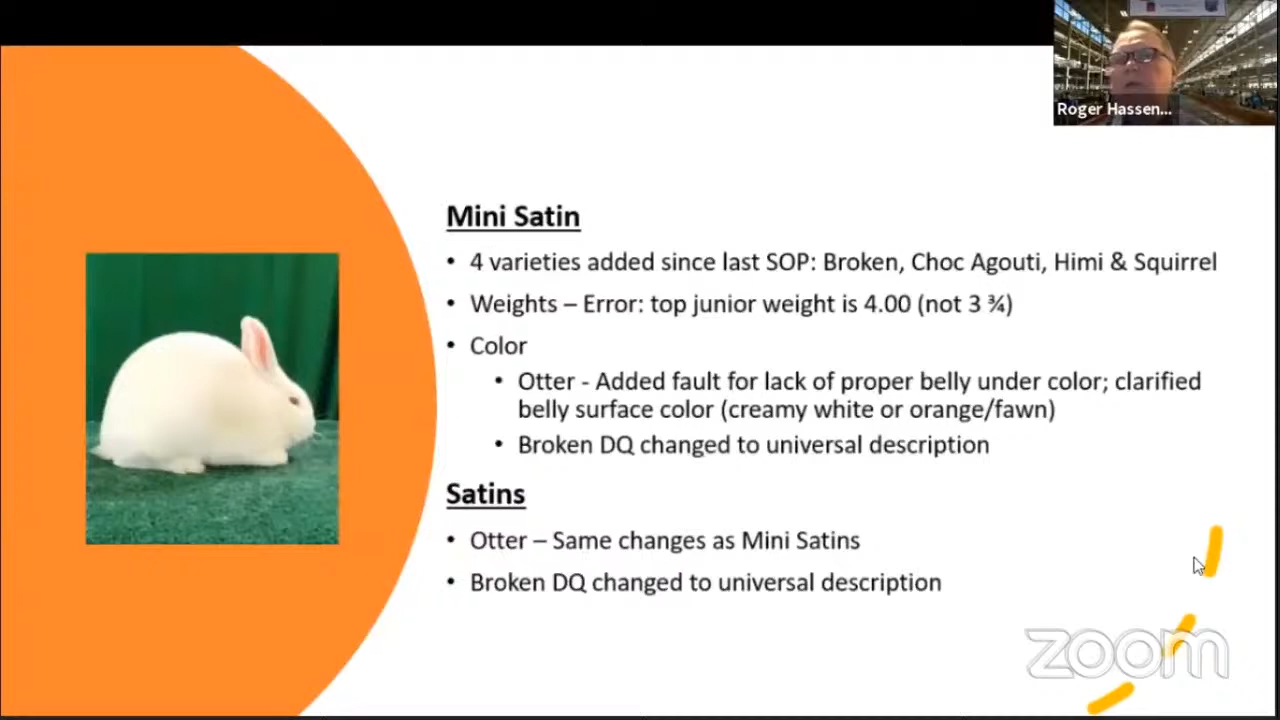 Roger Hassen...
Mini Satin
• 4 varieties added since last SOP: Broken, Choc Agouti, Himi & Squirrel
• Weights – Error: top junior weight is 4.00 (not 3 ¾)
• Color
• Otter - Added fault for lack of proper belly under color; clarified
belly surface color (creamy white or orange/fawn)
• Broken DQ changed to universal description
Satins
• Otter – Same changes as Mini Satins
• Broken DQ changed to universal description
zoom